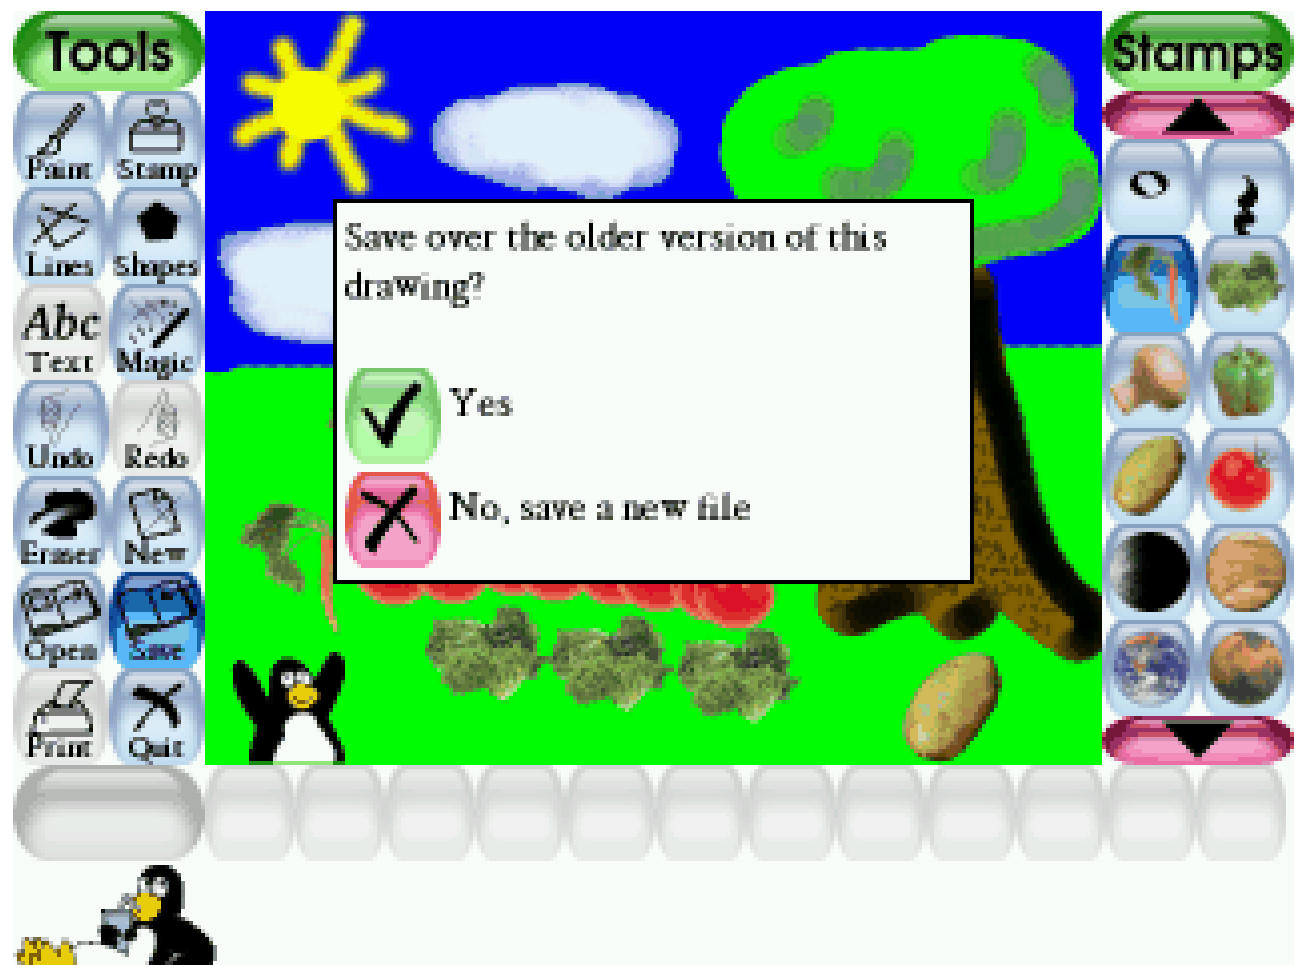 Tools
Stamps
Paint
Stamp
Lines
Shapes
Abc
Text
Magic
Undo
Redo
Eraser
New
Open
Save
Print
Quit
Save over the older version of this
drawing?
Yes
No, save a new file